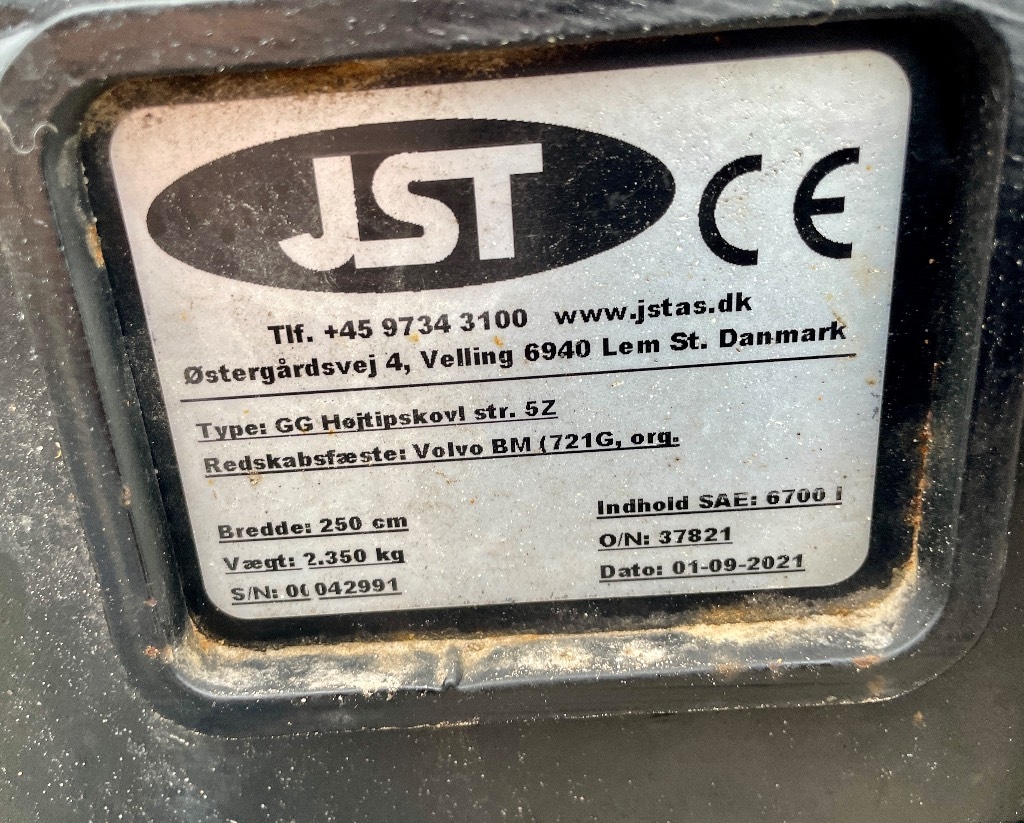 JST CE
Tlf. +45 9734 3100 www.jstas.dk
Østergårdsvej 4, Velling 6940 Lem St. Danmark
Type: GG Højtipskovl str. 5Z
Redskabsfæste: Volvo BM (721G, org.
Bredde: 250 cm
Vægt: 2.350 kg
S/N: 00042991
Indhold SAE: 6700 l
O/N: 37821
Dato: 01-09-2021